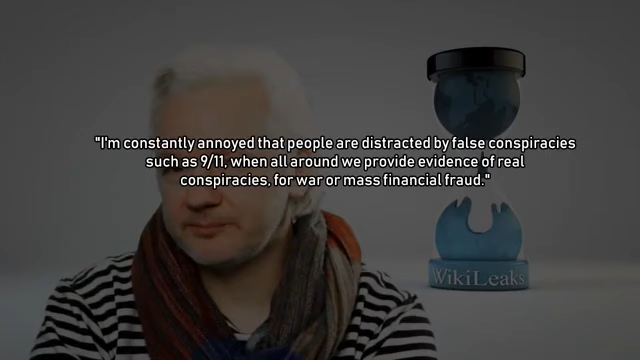 "I'm constantly annoyed that people are distracted by false conspiracies
such as 9/11, when all around we provide evidence of real
conspiracies, for war or mass financial fraud."
WikiLeaks